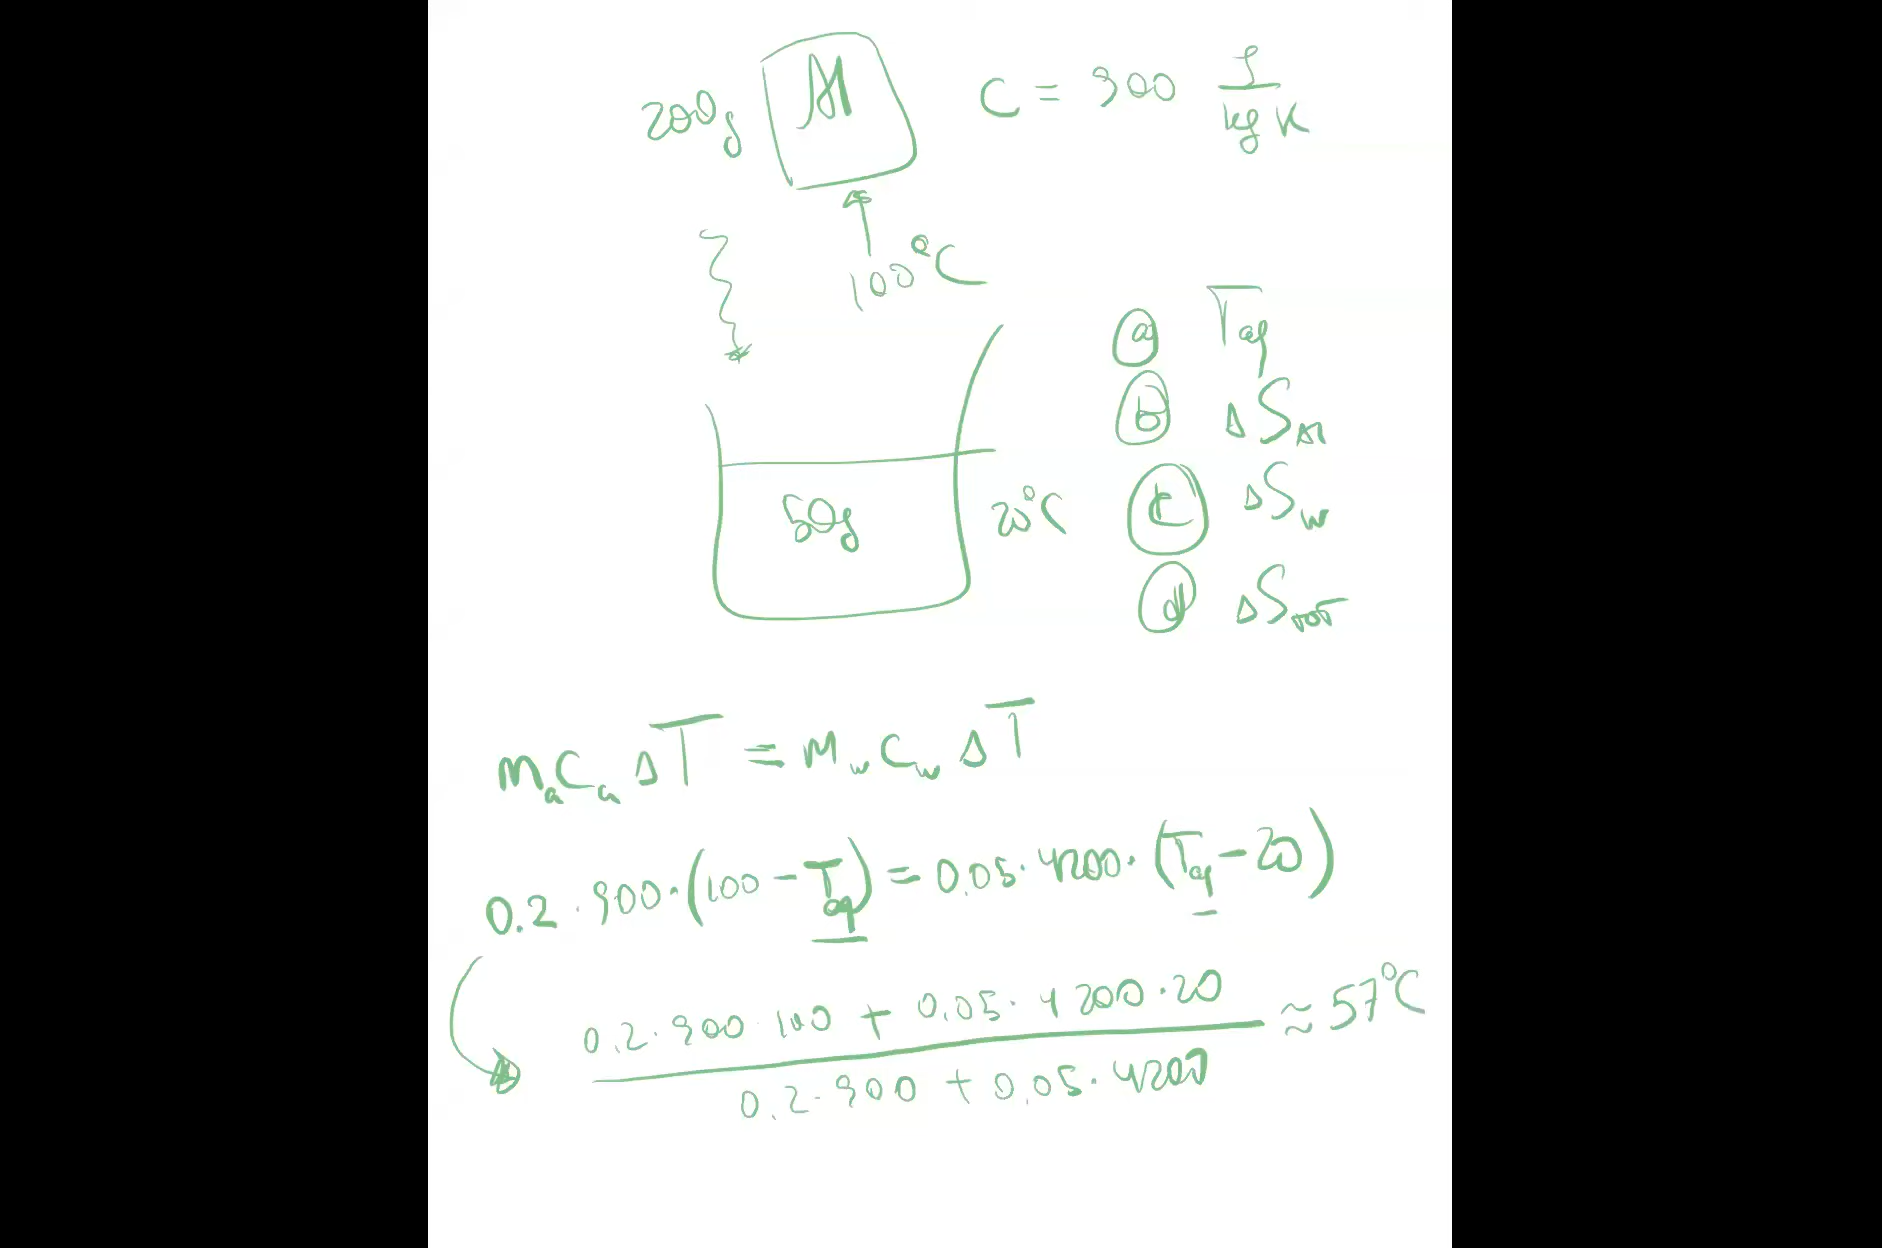 200g Al C = 900 J/kg K
100°C
50g 20°C
a T_eq
b ΔS_Al
c ΔS_w
d ΔS_TOT
m_a C_a ΔT = M_w C_w ΔT
0.2 · 900 · (100 − T_eq) = 0.05 · 4200 · (T_eq − 20)
0.2 · 900 · 100 + 0.05 · 4200 · 20 ≈ 57°C
0.2 · 900 + 0.05 · 4200